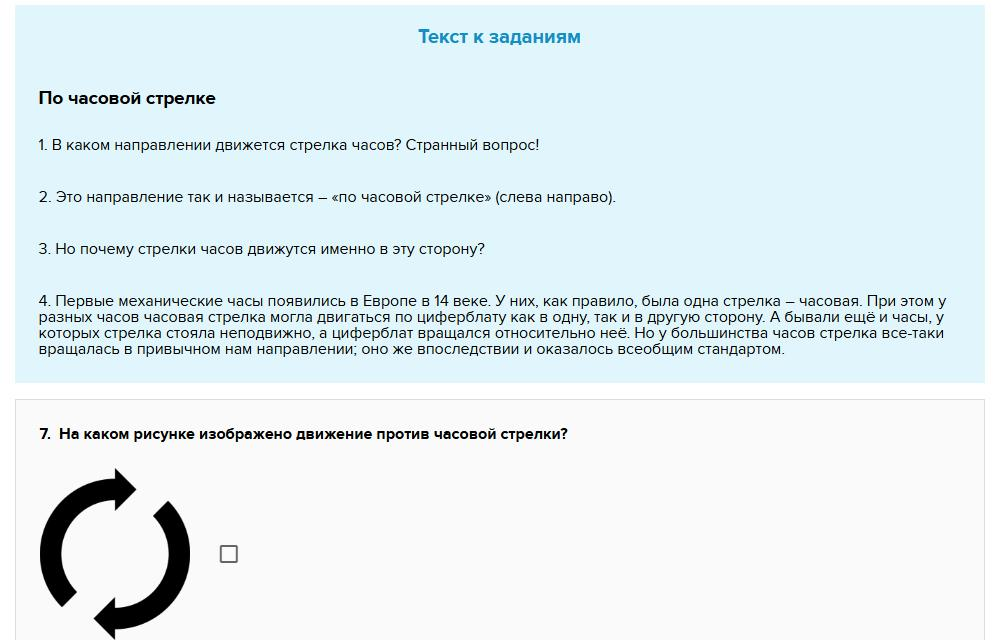 Текст к заданиям
По часовой стрелке
1. В каком направлении движется стрелка часов? Странный вопрос!
2. Это направление так и называется – «по часовой стрелке» (слева направо).
3. Но почему стрелки часов движутся именно в эту сторону?
4. Первые механические часы появились в Европе в 14 веке. У них, как правило, была одна стрелка – часовая. При этом у
разных часов часовая стрелка могла двигаться по циферблату как в одну, так и в другую сторону. А бывали ещё и часы, у
которых стрелка стояла неподвижно, а циферблат вращался относительно неё. Но у большинства часов стрелка все-таки
вращалась в привычном нам направлении; оно же впоследствии и оказалось всеобщим стандартом.
7. На каком рисунке изображено движение против часовой стрелки?